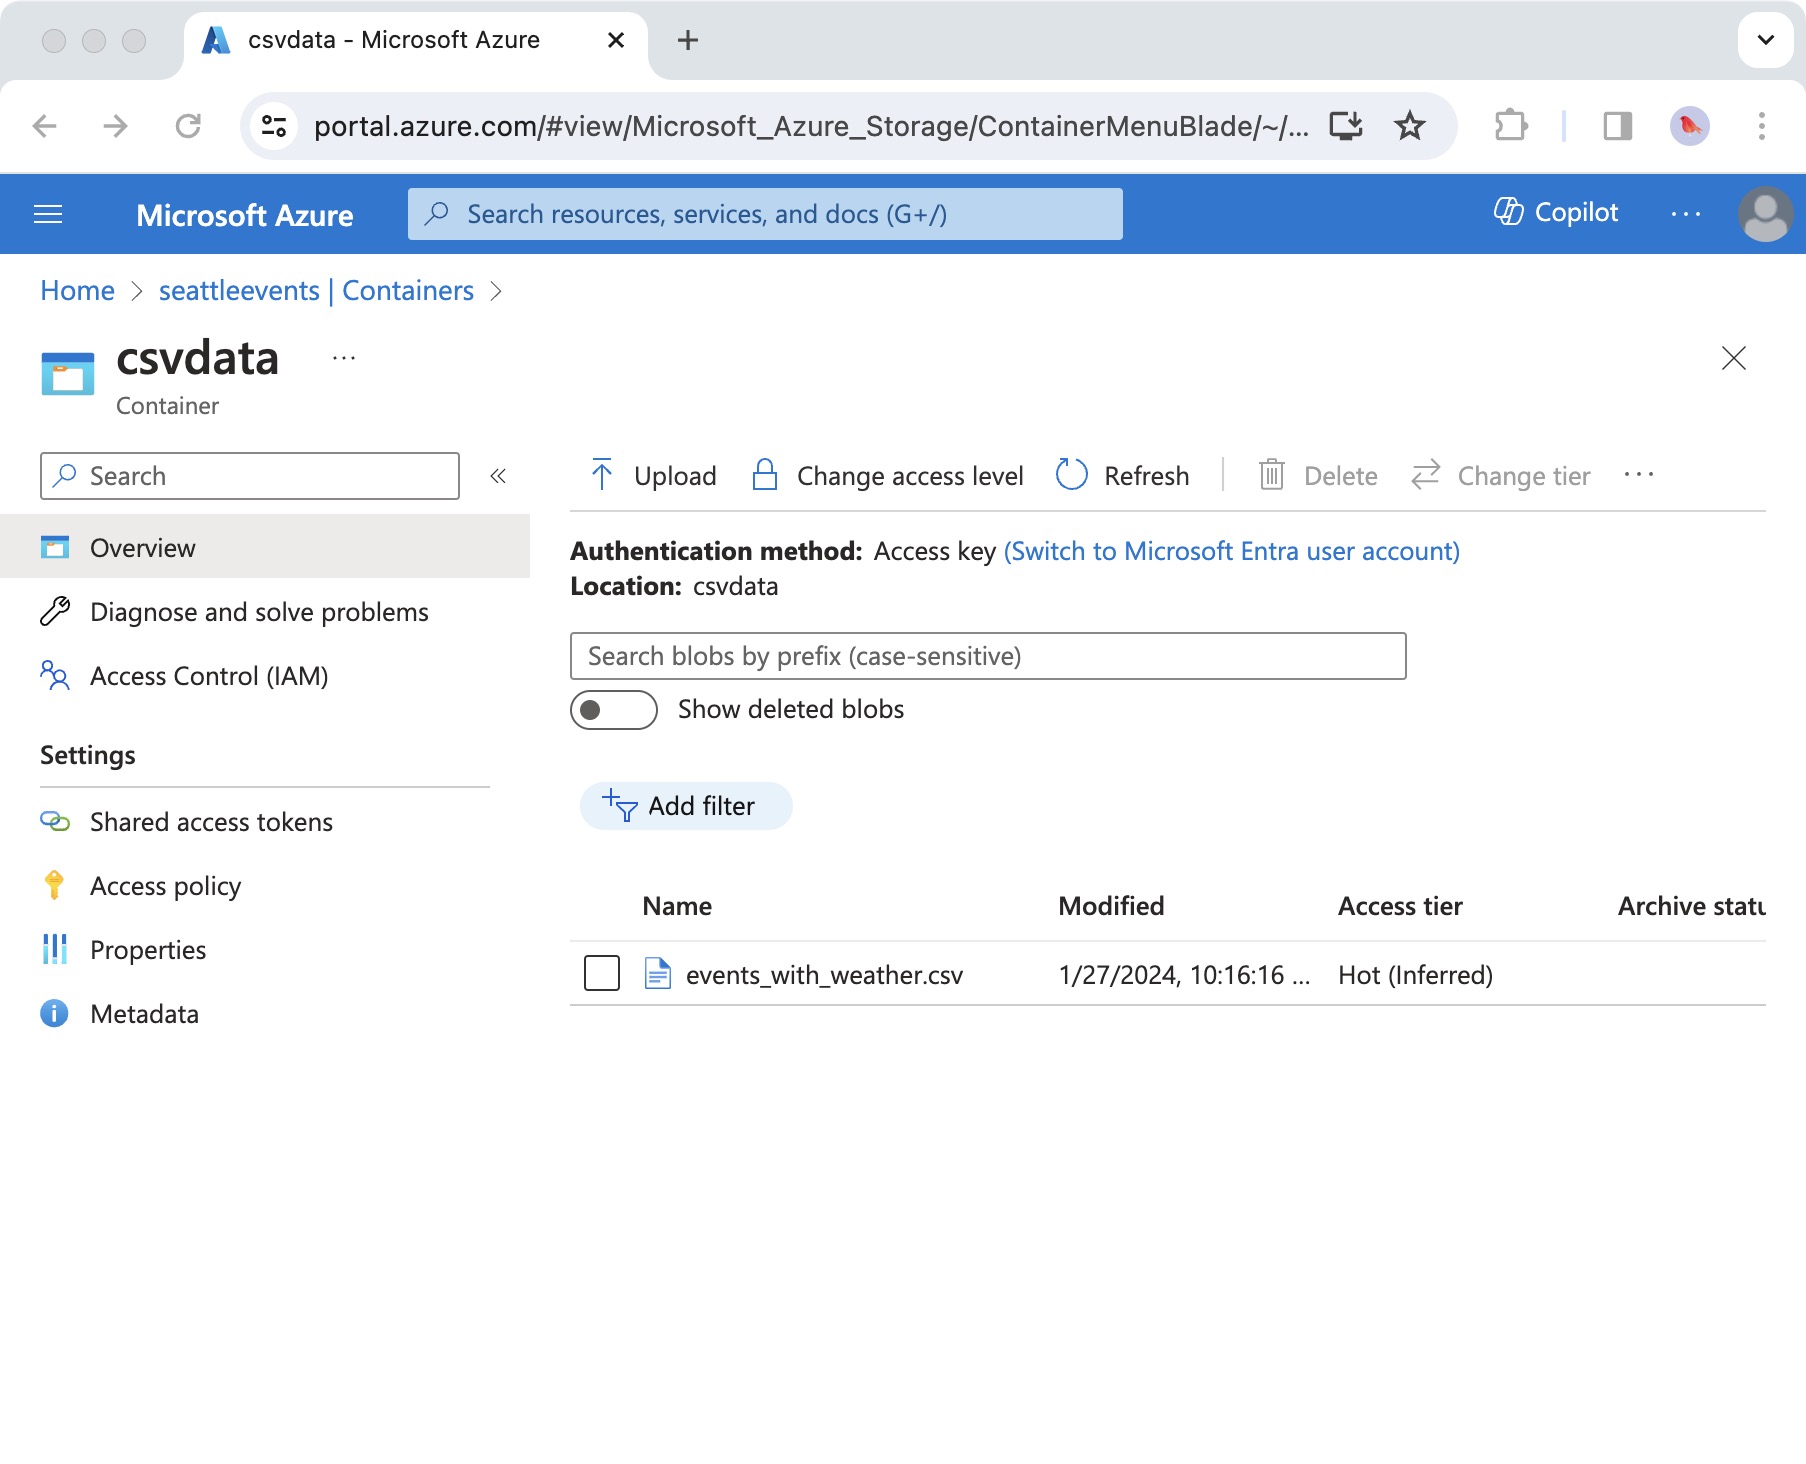 csvdata - Microsoft Azure
portal.azure.com/#view/Microsoft_Azure_Storage/ContainerMenuBlade/~/...
Microsoft Azure
Search resources, services, and docs (G+/)
Copilot
Home > seattleevents | Containers >
csvdata
Container
Search
Upload
Change access level
Refresh
Delete
Change tier
Overview
Diagnose and solve problems
Access Control (IAM)
Settings
Shared access tokens
Access policy
Properties
Metadata
Authentication method: Access key (Switch to Microsoft Entra user account)
Location: csvdata
Search blobs by prefix (case-sensitive)
Show deleted blobs
Add filter
Name Modified Access tier Archive statu
events_with_weather.csv 1/27/2024, 10:16:16 ... Hot (Inferred)